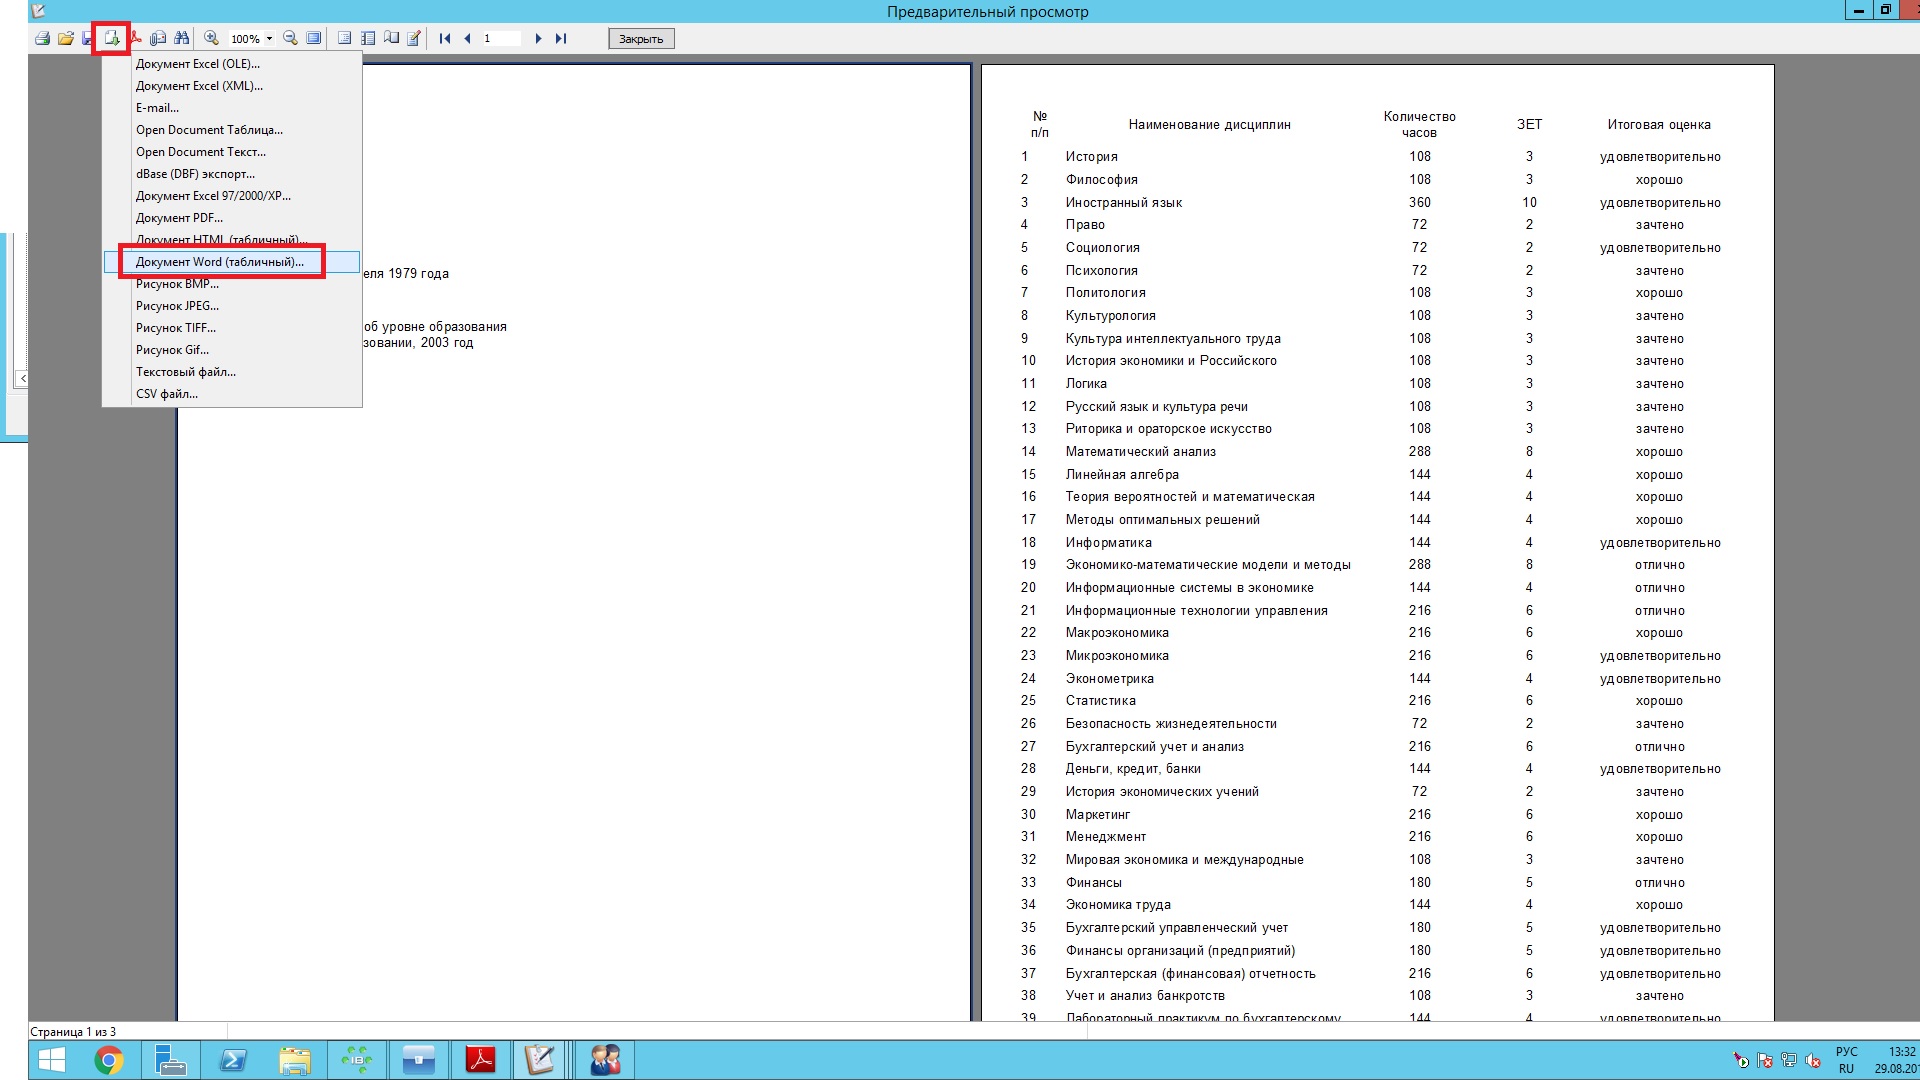 Предварительный просмотр
100%
1
Закрыть
Документ Excel (OLE)...
Документ Excel (XML)...
E-mail...
Open Document Таблица...
Open Document Текст...
dBase (DBF) экспорт...
Документ Excel 97/2000/XP...
Документ PDF...
Документ HTML (табличный)...
Документ Word (табличный)...
Рисунок BMP...
Рисунок JPEG...
Рисунок TIFF...
Рисунок Gif...
Текстовый файл...
CSV файл...
еля 1979 года
об уровне образования
зовании, 2003 год
№ п/п Наименование дисциплин Количество часов ЗЕТ Итоговая оценка
1 История 108 3 удовлетворительно
2 Философия 108 3 хорошо
3 Иностранный язык 360 10 удовлетворительно
4 Право 72 2 зачтено
5 Социология 72 2 удовлетворительно
6 Психология 72 2 зачтено
7 Политология 108 3 хорошо
8 Культурология 108 3 зачтено
9 Культура интеллектуального труда 108 3 зачтено
10 История экономики и Российского 108 3 зачтено
11 Логика 108 3 зачтено
12 Русский язык и культура речи 108 3 зачтено
13 Риторика и ораторское искусство 108 3 зачтено
14 Математический анализ 288 8 хорошо
15 Линейная алгебра 144 4 хорошо
16 Теория вероятностей и математическая 144 4 хорошо
17 Методы оптимальных решений 144 4 хорошо
18 Информатика 144 4 удовлетворительно
19 Экономико-математические модели и методы 288 8 отлично
20 Информационные системы в экономике 144 4 отлично
21 Информационные технологии управления 216 6 отлично
22 Макроэкономика 216 6 хорошо
23 Микроэкономика 216 6 удовлетворительно
24 Эконометрика 144 4 удовлетворительно
25 Статистика 216 6 хорошо
26 Безопасность жизнедеятельности 72 2 зачтено
27 Бухгалтерский учет и анализ 216 6 отлично
28 Деньги, кредит, банки 144 4 удовлетворительно
29 История экономических учений 72 2 зачтено
30 Маркетинг 216 6 хорошо
31 Менеджмент 216 6 хорошо
32 Мировая экономика и международные 108 3 зачтено
33 Финансы 180 5 отлично
34 Экономика труда 144 4 хорошо
35 Бухгалтерский управленческий учет 180 5 удовлетворительно
36 Финансы организаций (предприятий) 180 5 удовлетворительно
37 Бухгалтерская (финансовая) отчетность 216 6 удовлетворительно
38 Учет и анализ банкротств 108 3 зачтено
39 Лабораторный практикум по бухгалтерскому 144 4 удовлетворительно
Страница 1 из 3
IB
РУС
RU
13:32
29.08.20